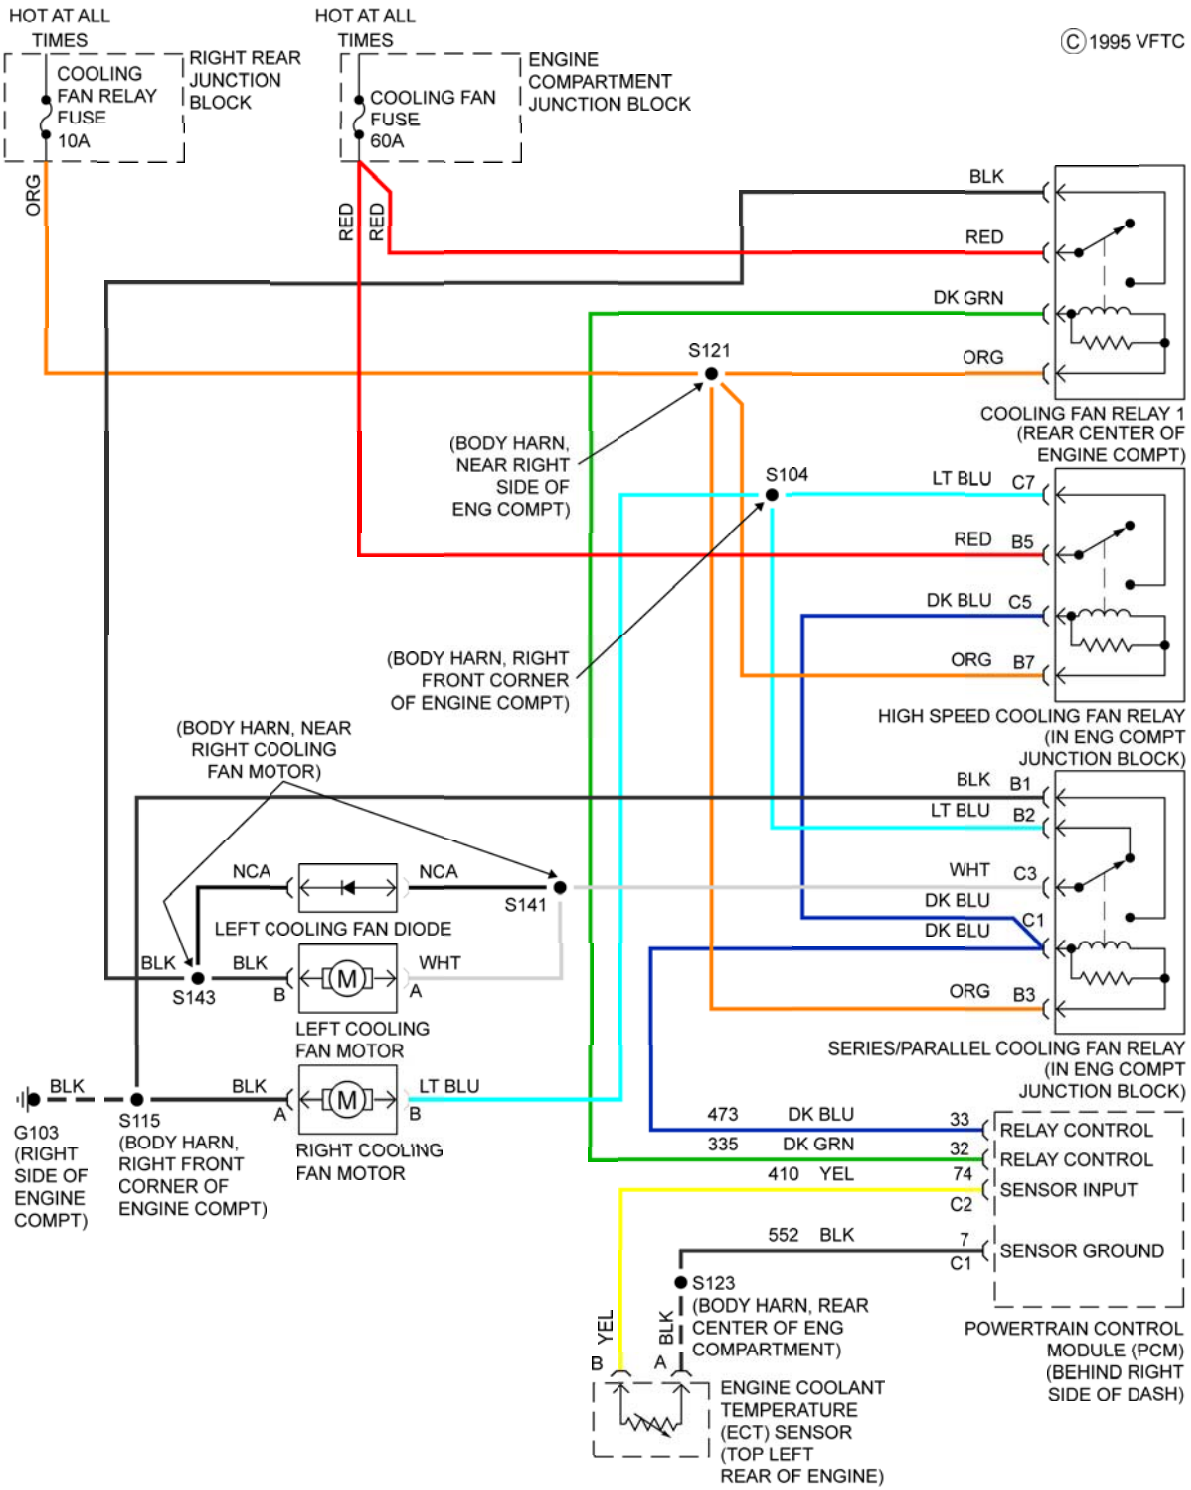 HOT AT ALL
TIMES
HOT AT ALL
TIMES
© 1995 VFTC
COOLING
FAN RELAY
FUSE
10A
RIGHT REAR
JUNCTION
BLOCK
COOLING FAN
FUSE
60A
ENGINE
COMPARTMENT
JUNCTION BLOCK
ORG
RED
RED
BLK
RED
DK GRN
ORG
S121
COOLING FAN RELAY 1
(REAR CENTER OF
ENGINE COMPT)
(BODY HARN,
NEAR RIGHT
SIDE OF
ENG COMPT)
S104
LT BLU C7
RED B5
DK BLU C5
ORG B7
(BODY HARN, RIGHT
FRONT CORNER
OF ENGINE COMPT)
HIGH SPEED COOLING FAN RELAY
(IN ENG COMPT
JUNCTION BLOCK)
(BODY HARN, NEAR
RIGHT COOLING
FAN MOTOR)
BLK B1
LT BLU B2
WHT C3
DK BLU
C1
DK BLU
ORG B3
NCA
NCA
S141
LEFT COOLING FAN DIODE
BLK
BLK
WHT
S143
B
M
A
LEFT COOLING
FAN MOTOR
SERIES/PARALLEL COOLING FAN RELAY
(IN ENG COMPT
JUNCTION BLOCK)
BLK
BLK
LT BLU
A
M
B
G103
(RIGHT
SIDE OF
ENGINE
COMPT)
S115
(BODY HARN,
RIGHT FRONT
CORNER OF
ENGINE COMPT)
RIGHT COOLING
FAN MOTOR
473 DK BLU 33 RELAY CONTROL
335 DK GRN 32 RELAY CONTROL
410 YEL 74 SENSOR INPUT
C2
552 BLK 7 SENSOR GROUND
C1
S123
(BODY HARN, REAR
CENTER OF ENG
COMPARTMENT)
YEL
BLK
B
A
POWERTRAIN CONTROL
MODULE (PCM)
(BEHIND RIGHT
SIDE OF DASH)
ENGINE COOLANT
TEMPERATURE
(ECT) SENSOR
(TOP LEFT
REAR OF ENGINE)